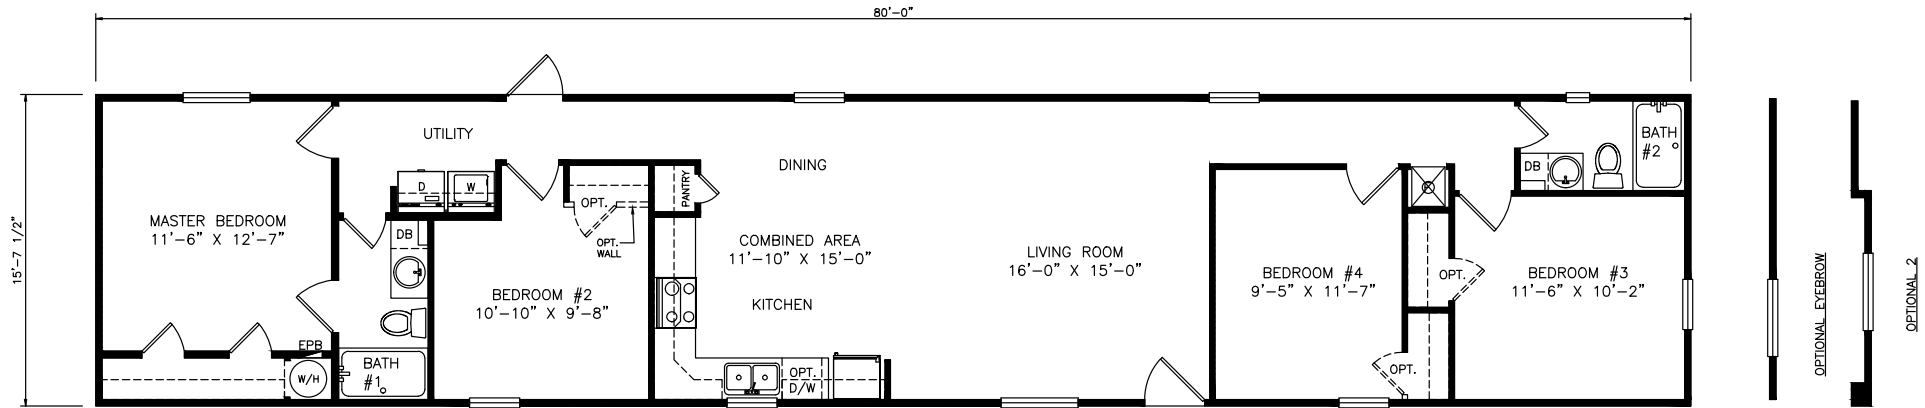 80'-0"
15'-7 1/2"
UTILITY
DINING
BATH
#2
DB
D
W
PANTRY
OPT.
OPT.
WALL
MASTER BEDROOM
11'-6" X 12'-7"
DB
COMBINED AREA
11'-10" X 15'-0"
LIVING ROOM
16'-0" X 15'-0"
BEDROOM #2
10'-10" X 9'-8"
KITCHEN
BEDROOM #4
9'-5" X 11'-7"
OPT.
BEDROOM #3
11'-6" X 10'-2"
EPB
W/H
BATH
#1
OPT.
D/W
OPT.
OPTIONAL EYEBROW
OPTIONAL 2